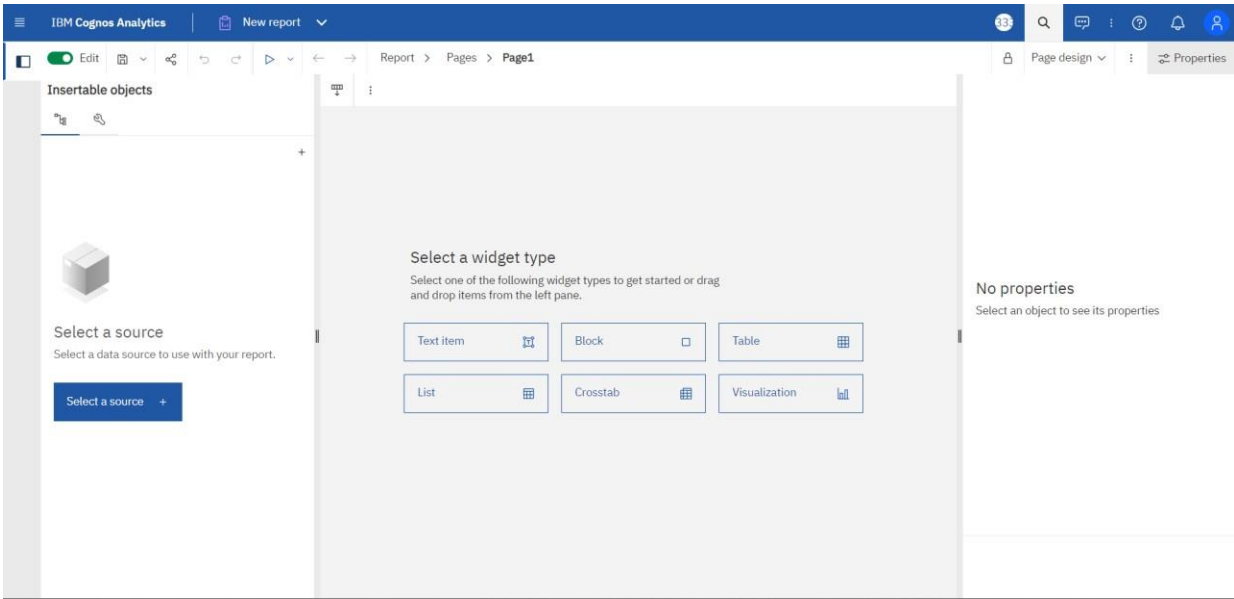 IBM Cognos Analytics
New report
333
Edit
Report > Pages > Page1
Page design
Properties
Insertable objects
Select a source
Select a data source to use with your report.
Select a source +
Select a widget type
Select one of the following widget types to get started or drag
and drop items from the left pane.
Text item
Block
Table
List
Crosstab
Visualization
No properties
Select an object to see its properties